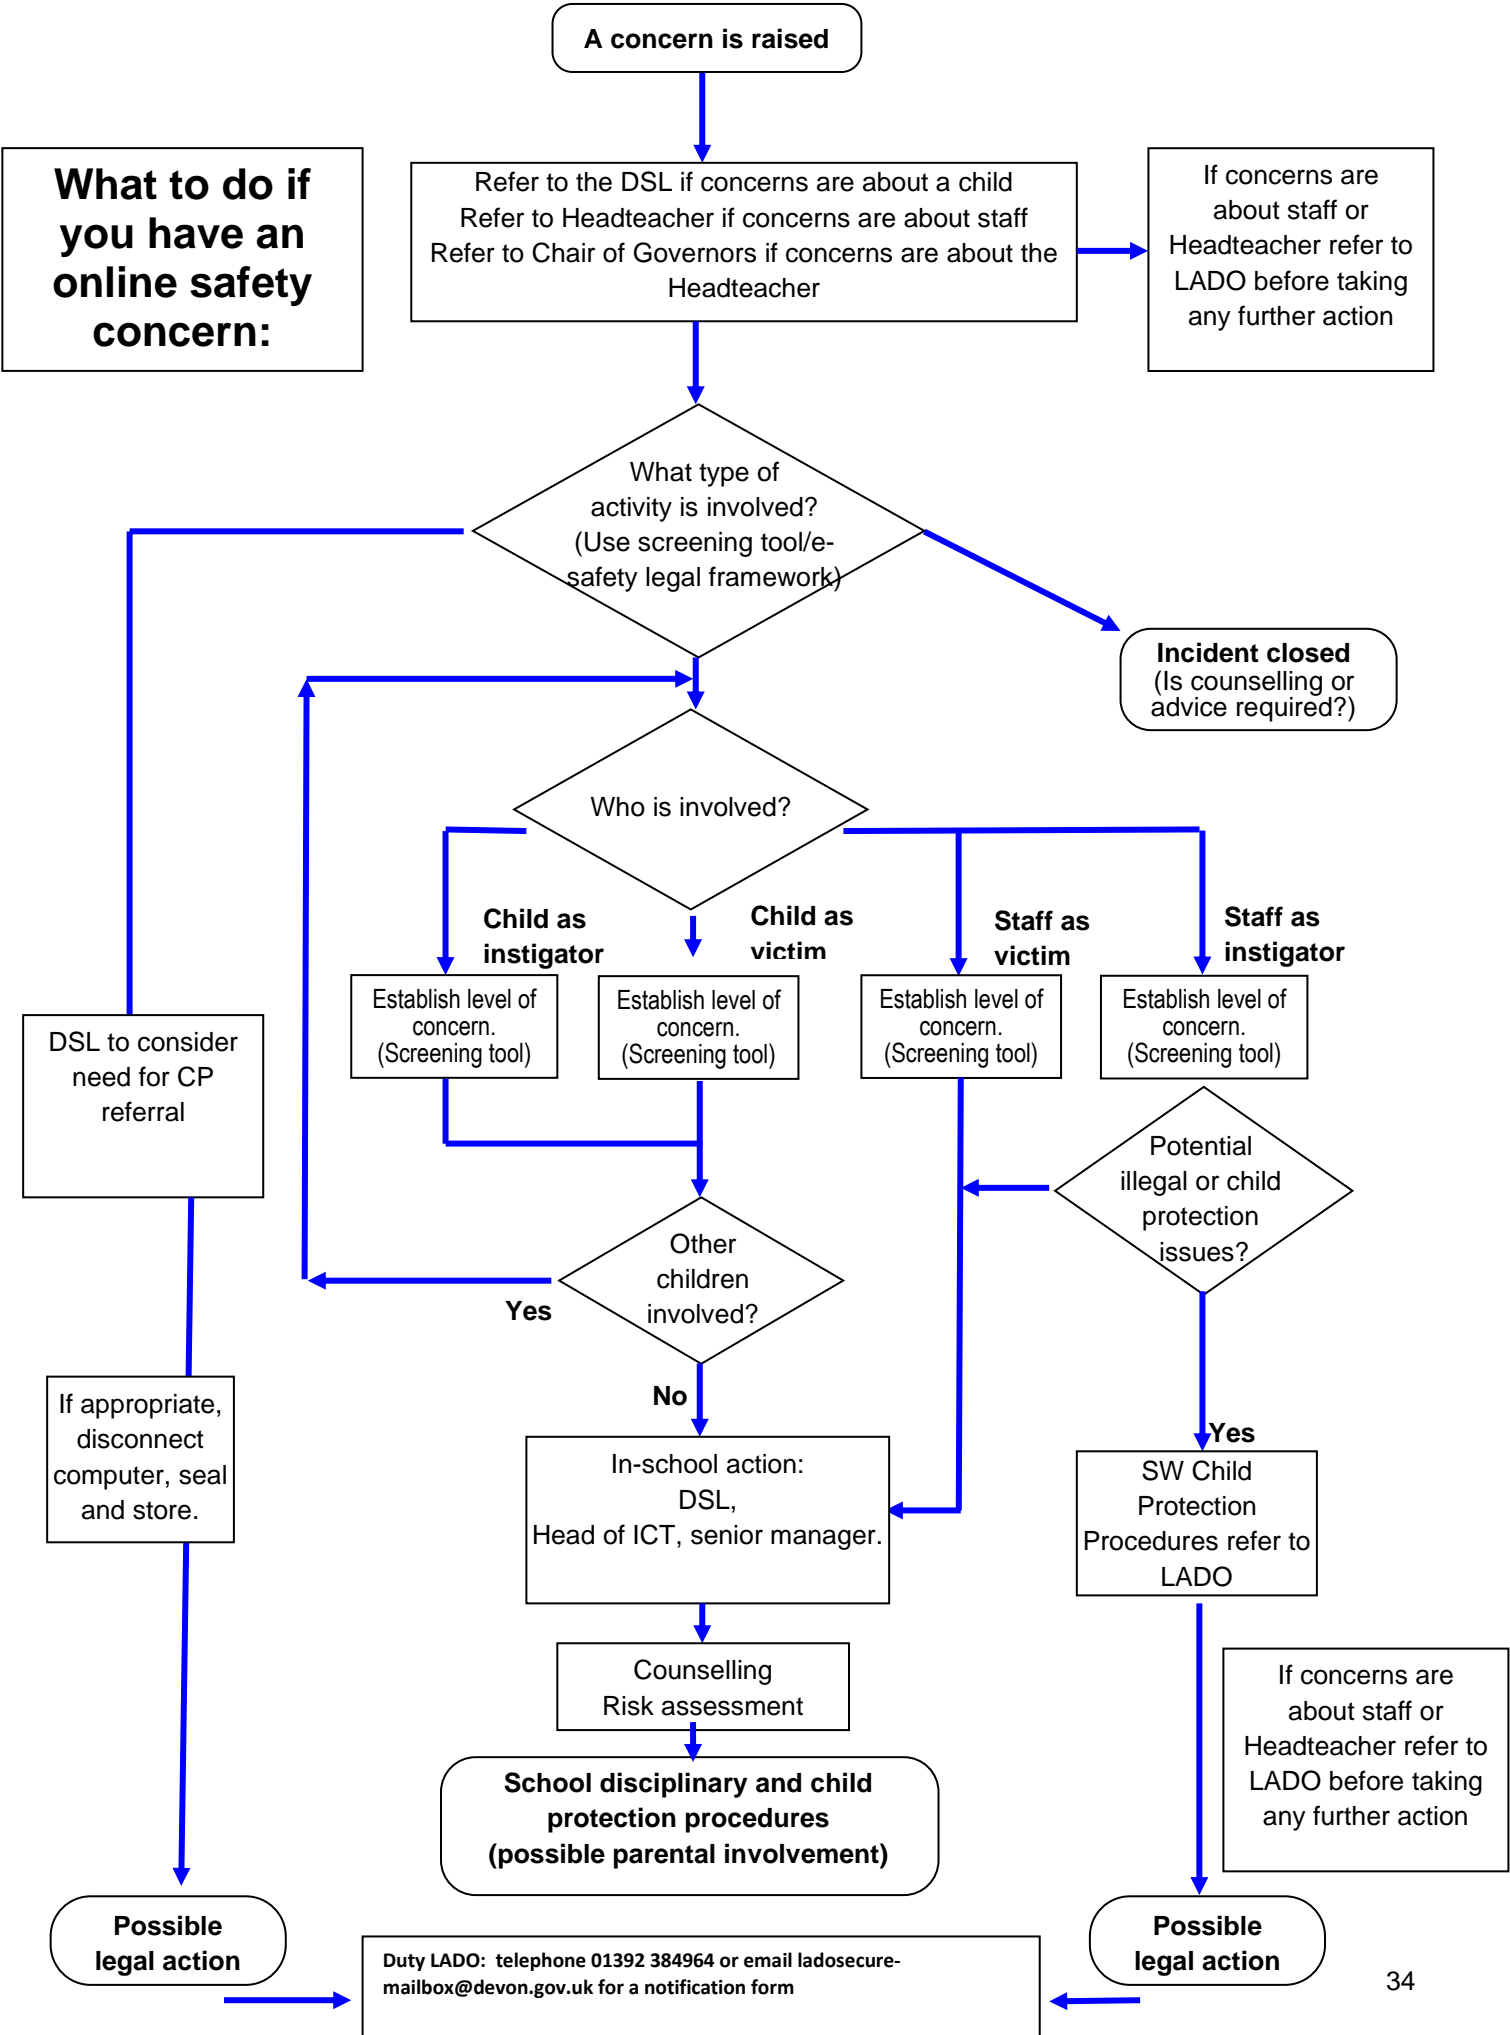 A concern is raised
What to do if
you have an
online safety
concern:
Refer to the DSL if concerns are about a child
Refer to Headteacher if concerns are about staff
Refer to Chair of Governors if concerns are about the
Headteacher
If concerns are
about staff or
Headteacher refer to
LADO before taking
any further action
What type of
activity is involved?
(Use screening tool/e-
safety legal framework)
Incident closed
(Is counselling or
advice required?)
Who is involved?
Child as
instigator
Child as
victim
Staff as
victim
Staff as
instigator
Establish level of
concern.
(Screening tool)
Establish level of
concern.
(Screening tool)
Establish level of
concern.
(Screening tool)
Establish level of
concern.
(Screening tool)
DSL to consider
need for CP
referral
Potential
illegal or child
protection
issues?
Other
children
involved?
Yes
No
If appropriate,
disconnect
computer, seal
and store.
Yes
In-school action:
DSL,
Head of ICT, senior manager.
SW Child
Protection
Procedures refer to
LADO
Counselling
Risk assessment
If concerns are
about staff or
Headteacher refer to
LADO before taking
any further action
School disciplinary and child
protection procedures
(possible parental involvement)
Possible
legal action
Possible
legal action
Duty LADO: telephone 01392 384964 or email ladosecure-
mailbox@devon.gov.uk for a notification form
34